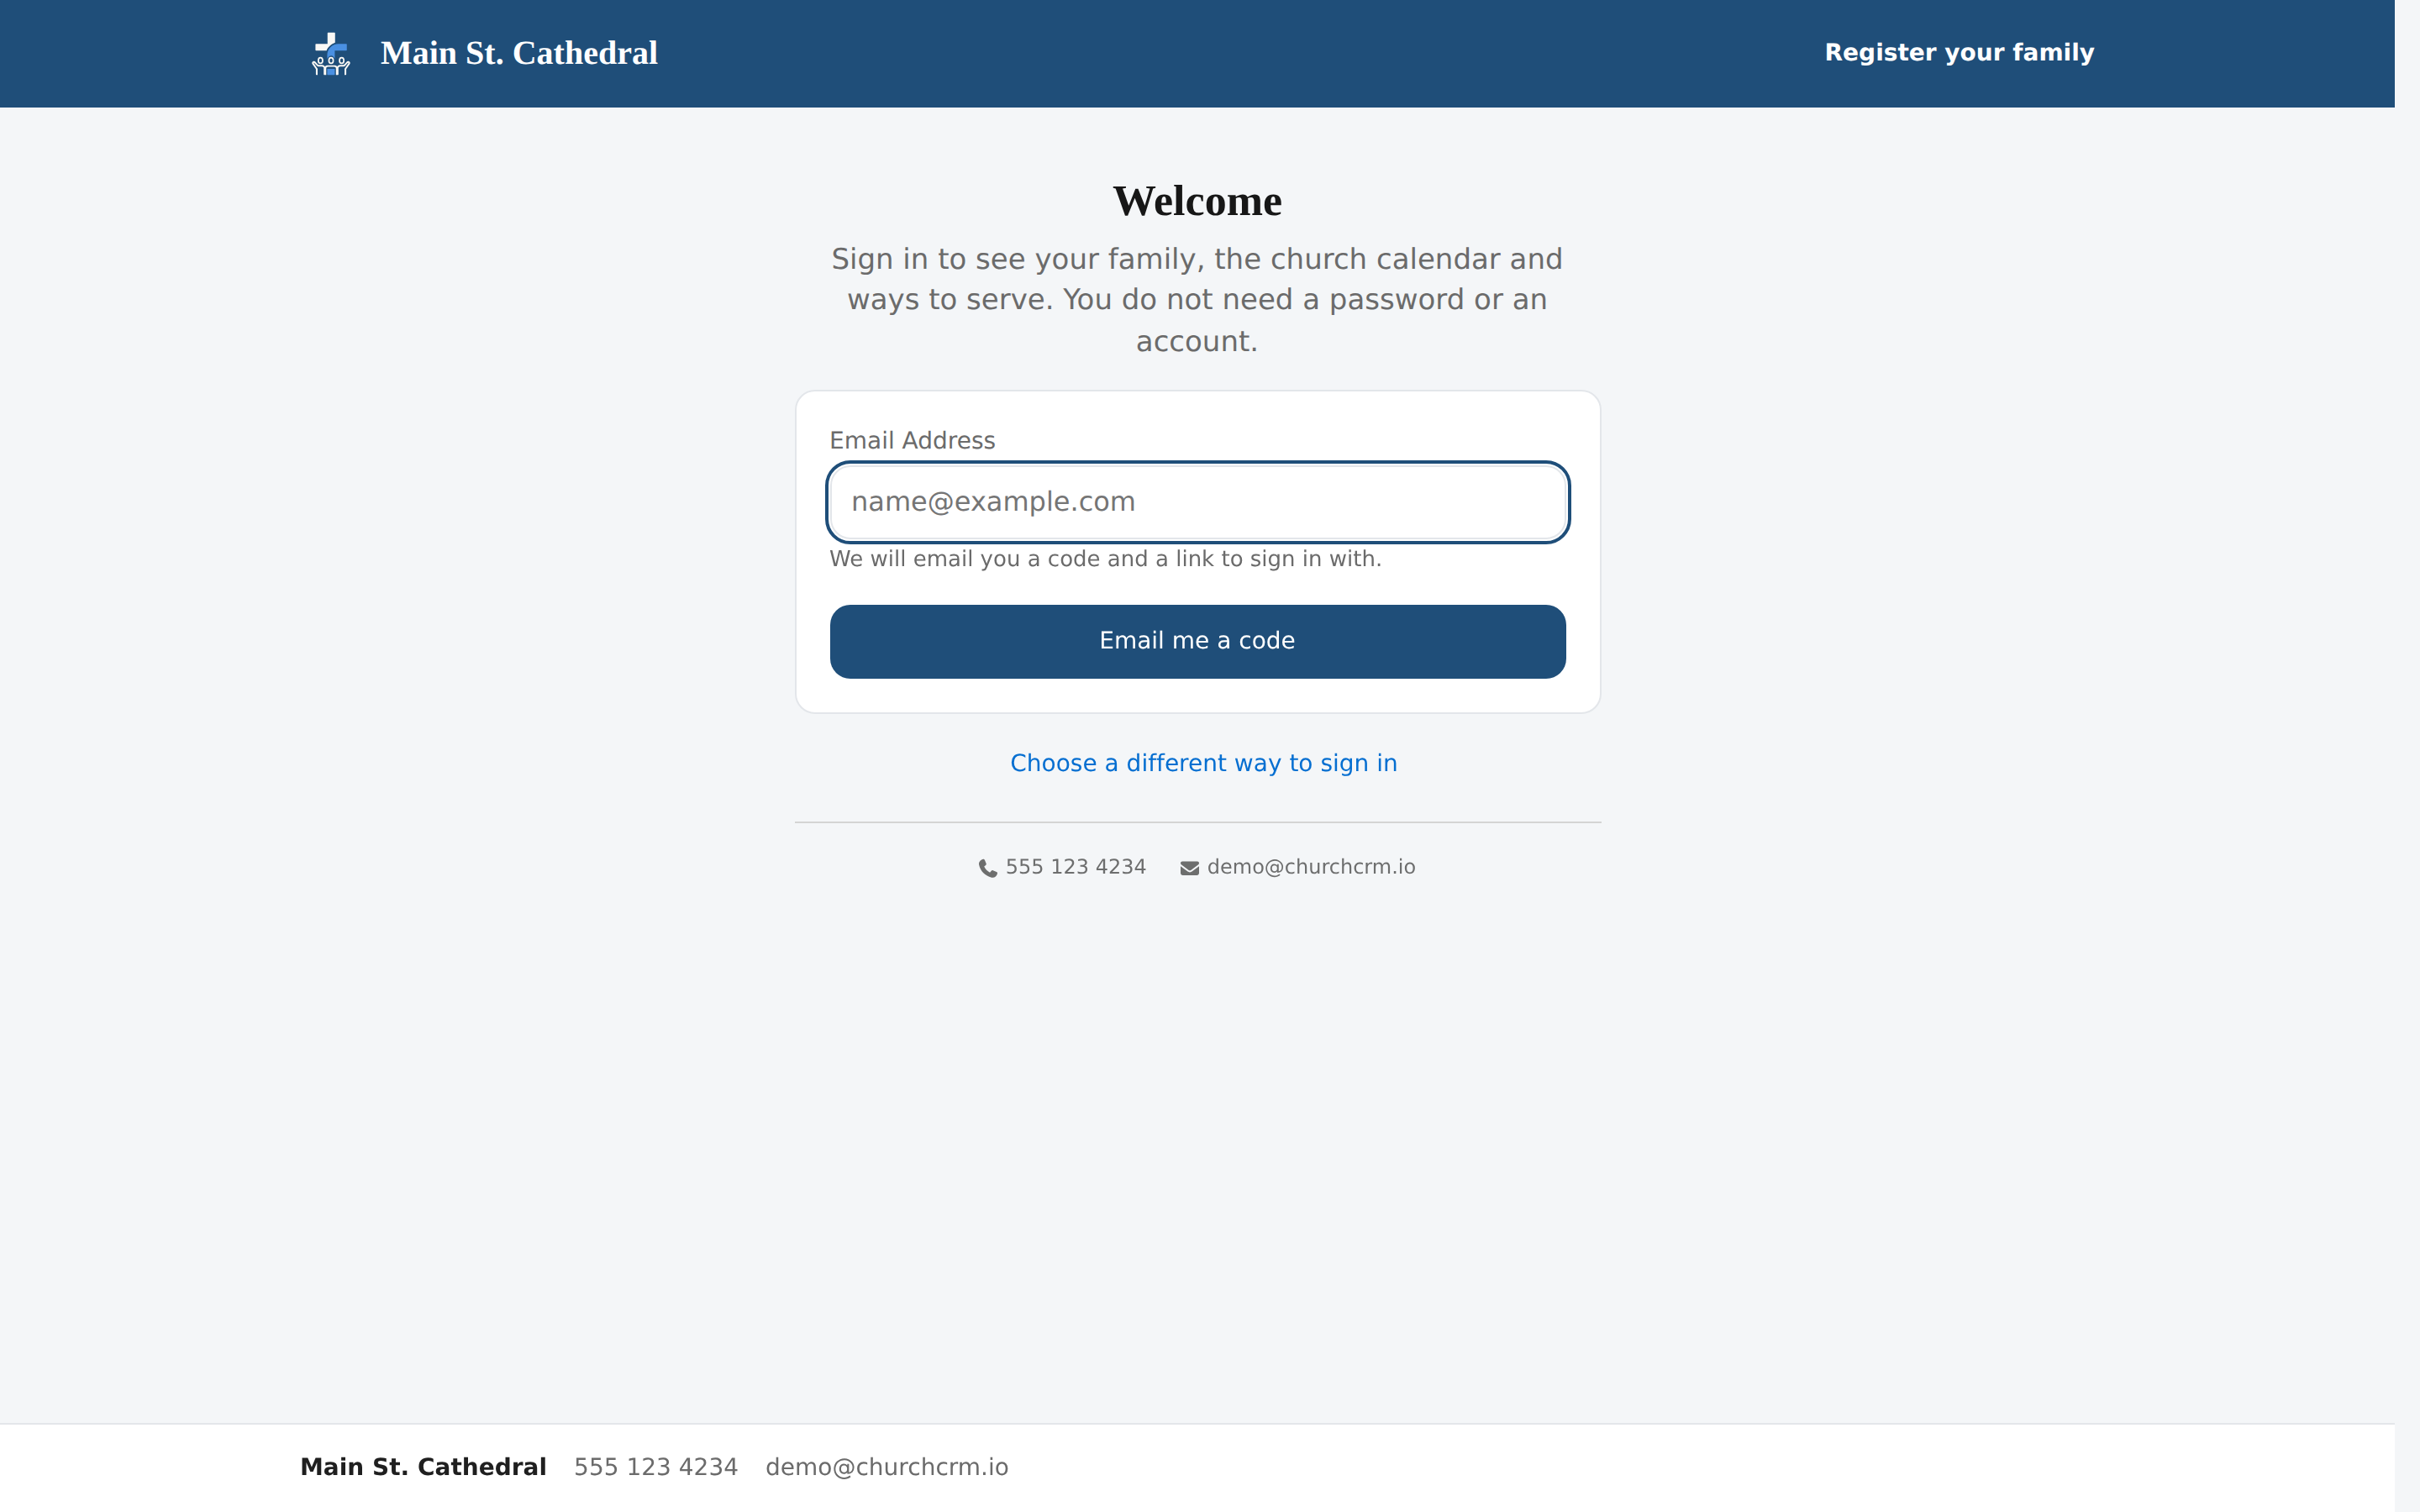 Main St. Cathedral
Register your family
Welcome
Sign in to see your family, the church calendar and
ways to serve. You do not need a password or an
account.
Email Address
name@example.com
We will email you a code and a link to sign in with.
Email me a code
Choose a different way to sign in
555 123 4234 demo@churchcrm.io
Main St. Cathedral 555 123 4234 demo@churchcrm.io